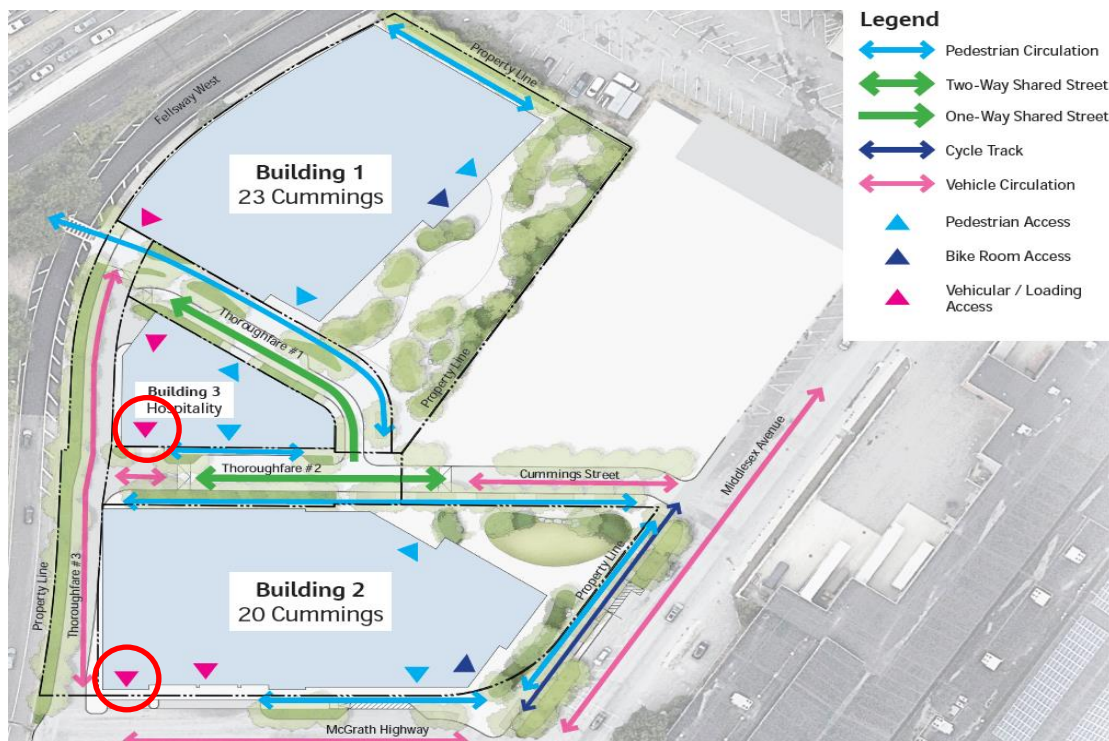 Legend
Pedestrian Circulation
Two-Way Shared Street
One-Way Shared Street
Cycle Track
Vehicle Circulation
Pedestrian Access
Bike Room Access
Vehicular / Loading
Access
Property Line
Fellsway West
Building 1
23 Cummings
Thoroughfare #1
Building 3
Hospitality
Property Line
Thoroughfare #2
Cummings Street
Middlesex Avenue
Property Line
Thoroughfare #3
Property Line
Building 2
20 Cummings
McGrath Highway